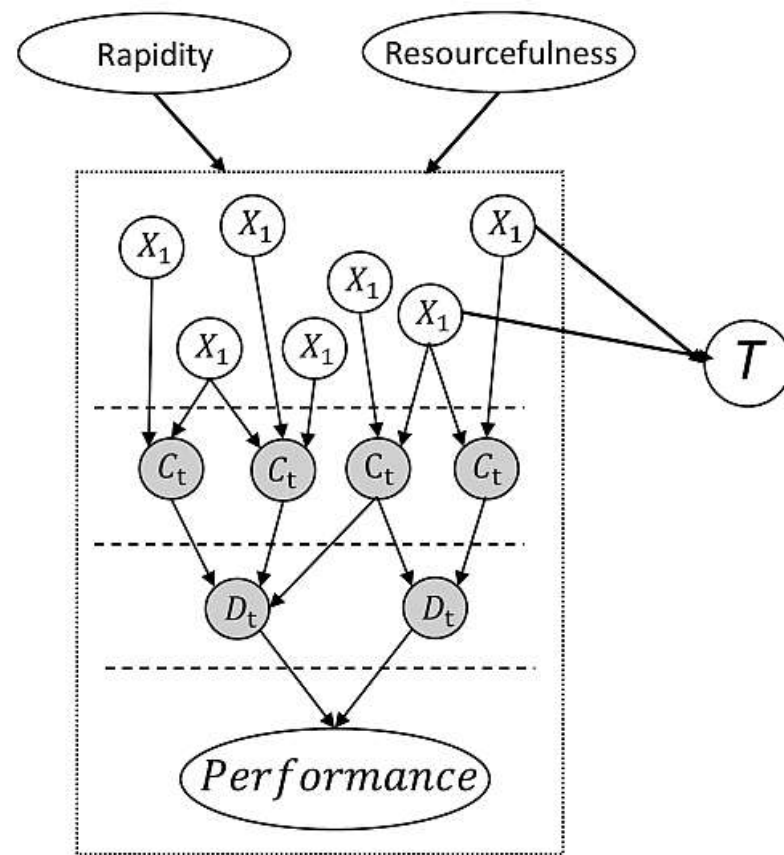 Rapidity
Resourcefulness
X₁
X₁
X₁
X₁
X₁
X₁
X₁
T
Cₜ
Cₜ
Cₜ
Cₜ
Dₜ
Dₜ
Performance